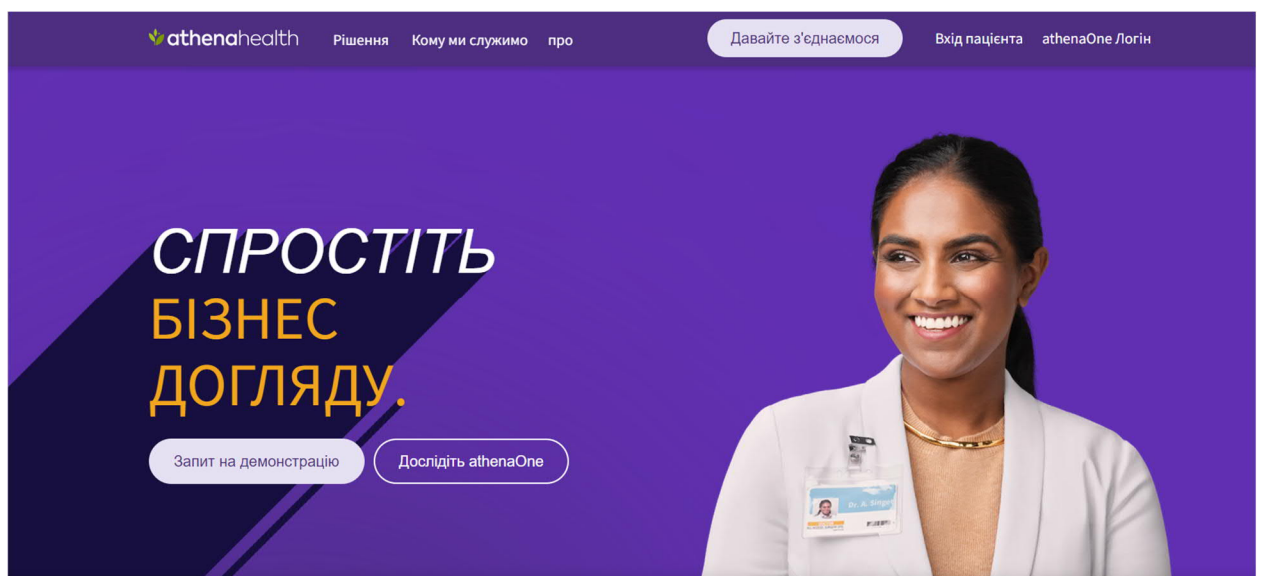 athenahealth
Рішення Кому ми служимо про
Давайте з'єднаємося
Вхід пацієнта athenaOne Логін
СПРОСТІТЬ
БІЗНЕС
ДОГЛЯДУ.
Запит на демонстрацію Дослідіть athenaOne